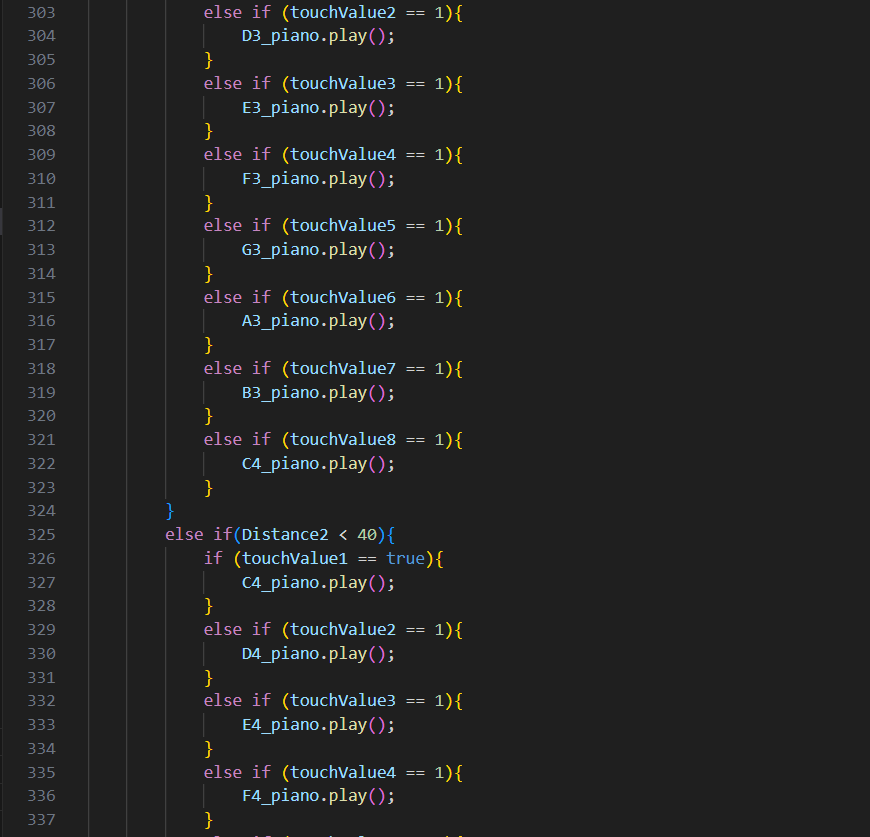 303 else if (touchValue2 == 1){
304 D3_piano.play();
305 }
306 else if (touchValue3 == 1){
307 E3_piano.play();
308 }
309 else if (touchValue4 == 1){
310 F3_piano.play();
311 }
312 else if (touchValue5 == 1){
313 G3_piano.play();
314 }
315 else if (touchValue6 == 1){
316 A3_piano.play();
317 }
318 else if (touchValue7 == 1){
319 B3_piano.play();
320 }
321 else if (touchValue8 == 1){
322 C4_piano.play();
323 }
324 }
325 else if(Distance2 < 40){
326 if (touchValue1 == true){
327 C4_piano.play();
328 }
329 else if (touchValue2 == 1){
330 D4_piano.play();
331 }
332 else if (touchValue3 == 1){
333 E4_piano.play();
334 }
335 else if (touchValue4 == 1){
336 F4_piano.play();
337 }